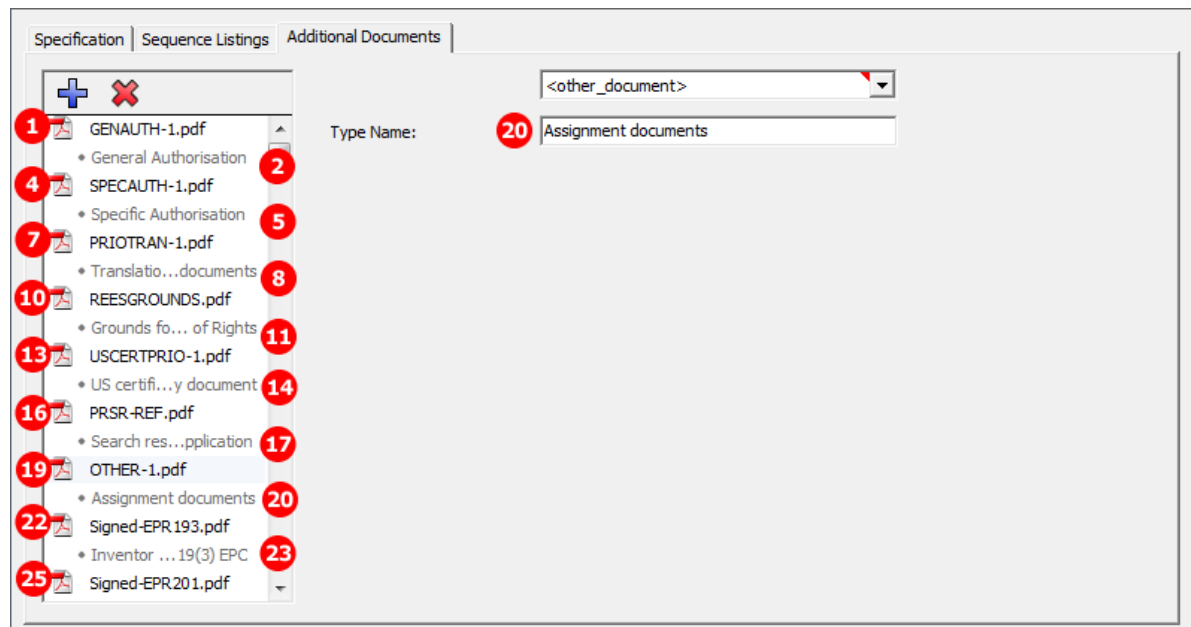 Specification Sequence Listings Additional Documents
<other_document>
1 GENAUTH-1.pdf
Type Name: 20 Assignment documents
• General Authorisation 2
4 SPECAUTH-1.pdf
• Specific Authorisation 5
7 PRIOTRAN-1.pdf
• Translatio...documents 8
10 REESGROUNDS.pdf
• Grounds fo... of Rights 11
13 USCERTPRIO-1.pdf
• US certifi...y document 14
16 PRSR-REF.pdf
• Search res...pplication 17
19 OTHER-1.pdf
• Assignment documents 20
22 Signed-EPR193.pdf
• Inventor ...19(3) EPC 23
25 Signed-EPR201.pdf